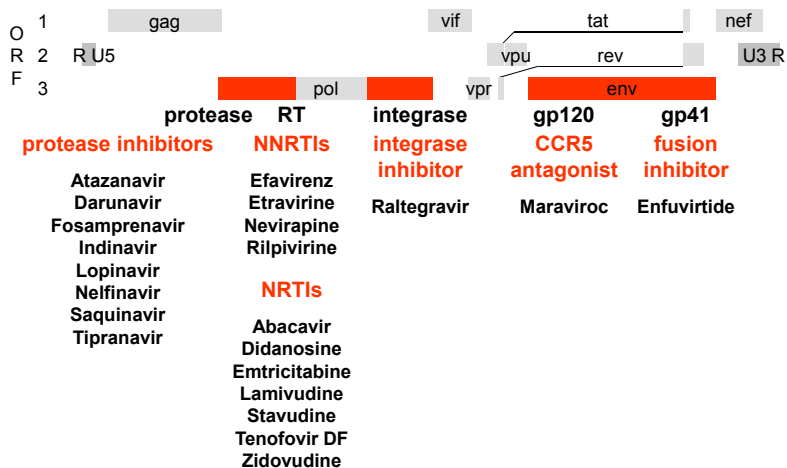 O R F
1 gag vif tat nef
2 R U5 vpu rev U3 R
3 pol vpr env
protease RT integrase gp120 gp41
protease inhibitors NNRTIs integrase inhibitor CCR5 antagonist fusion inhibitor
Atazanavir
Darunavir
Fosamprenavir
Indinavir
Lopinavir
Nelfinavir
Saquinavir
Tipranavir
Efavirenz
Etravirine
Nevirapine
Rilpivirine
NRTIs
Abacavir
Didanosine
Emtricitabine
Lamivudine
Stavudine
Tenofovir DF
Zidovudine
Raltegravir
Maraviroc
Enfuvirtide